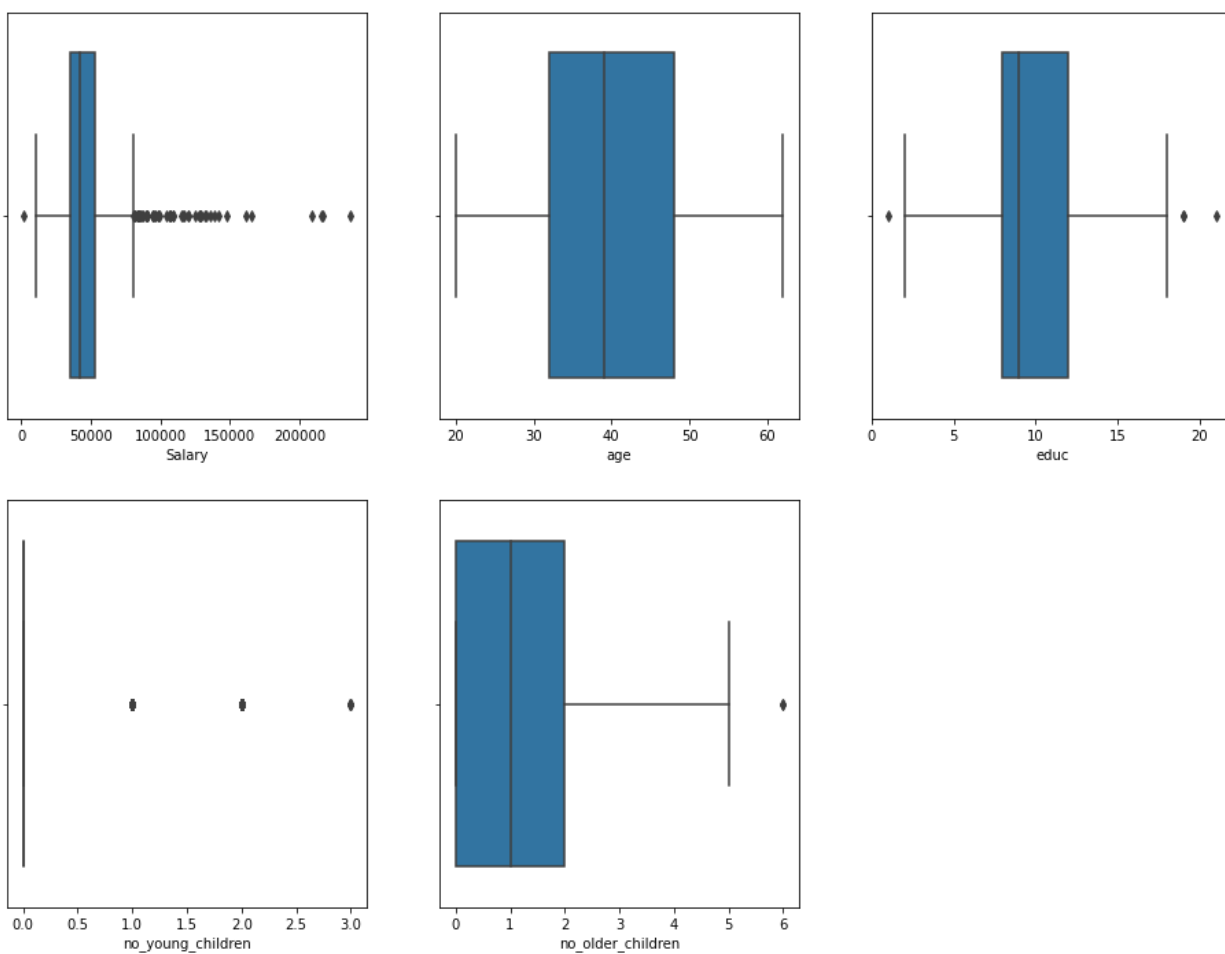 0 50000 100000 150000 200000
Salary
20 30 40 50 60
age
0 5 10 15 20
educ
0.0 0.5 1.0 1.5 2.0 2.5 3.0
no_young_children
0 1 2 3 4 5 6
no_older_children